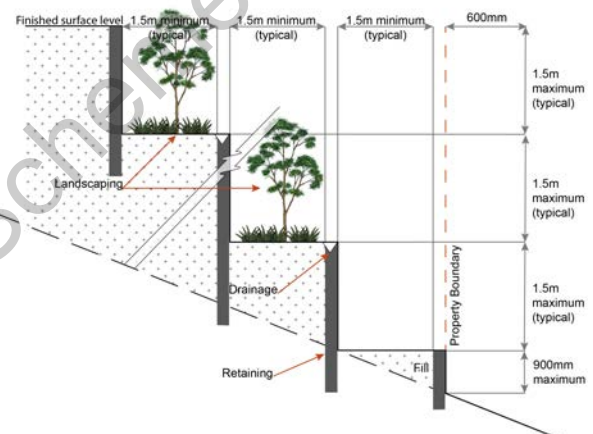 Finished surface level
1.5m minimum
(typical)
1.5m minimum
(typical)
1.5m minimum
(typical)
600mm
1.5m
maximum
(typical)
Landscaping
1.5m
maximum
(typical)
Drainage
Property Boundary
1.5m
maximum
(typical)
Retaining
Fill
900mm
maximum
Scheme